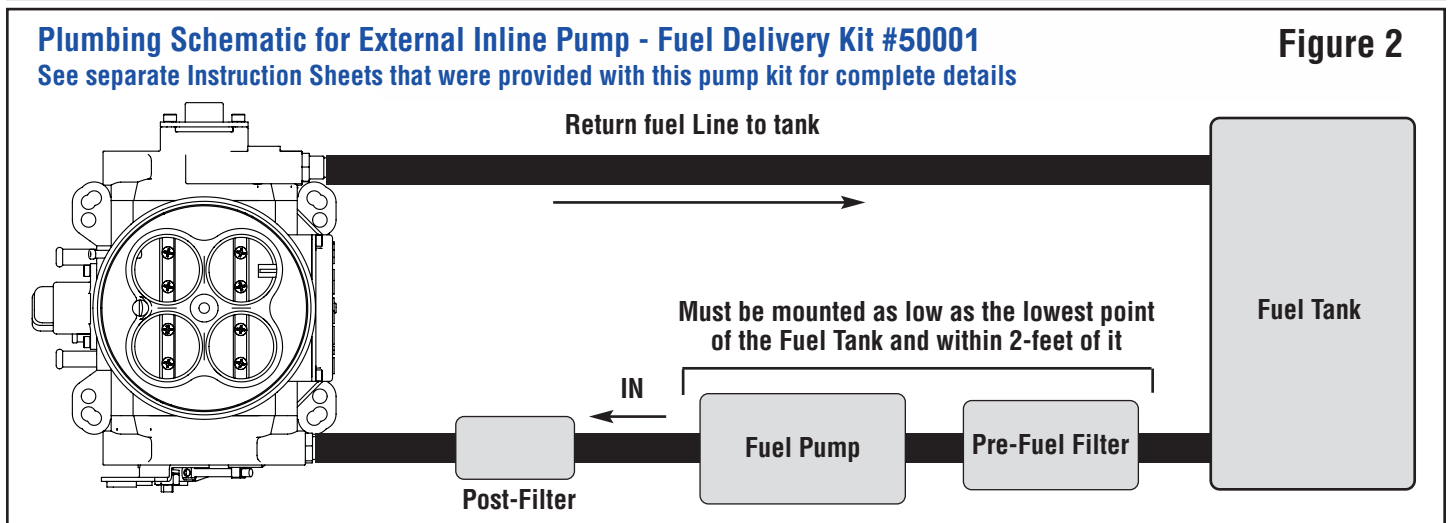 Plumbing Schematic for External Inline Pump - Fuel Delivery Kit #50001
Figure 2
See separate Instruction Sheets that were provided with this pump kit for complete details
Return fuel Line to tank
Fuel Tank
Must be mounted as low as the lowest point
of the Fuel Tank and within 2-feet of it
IN
Fuel Pump
Pre-Fuel Filter
Post-Filter